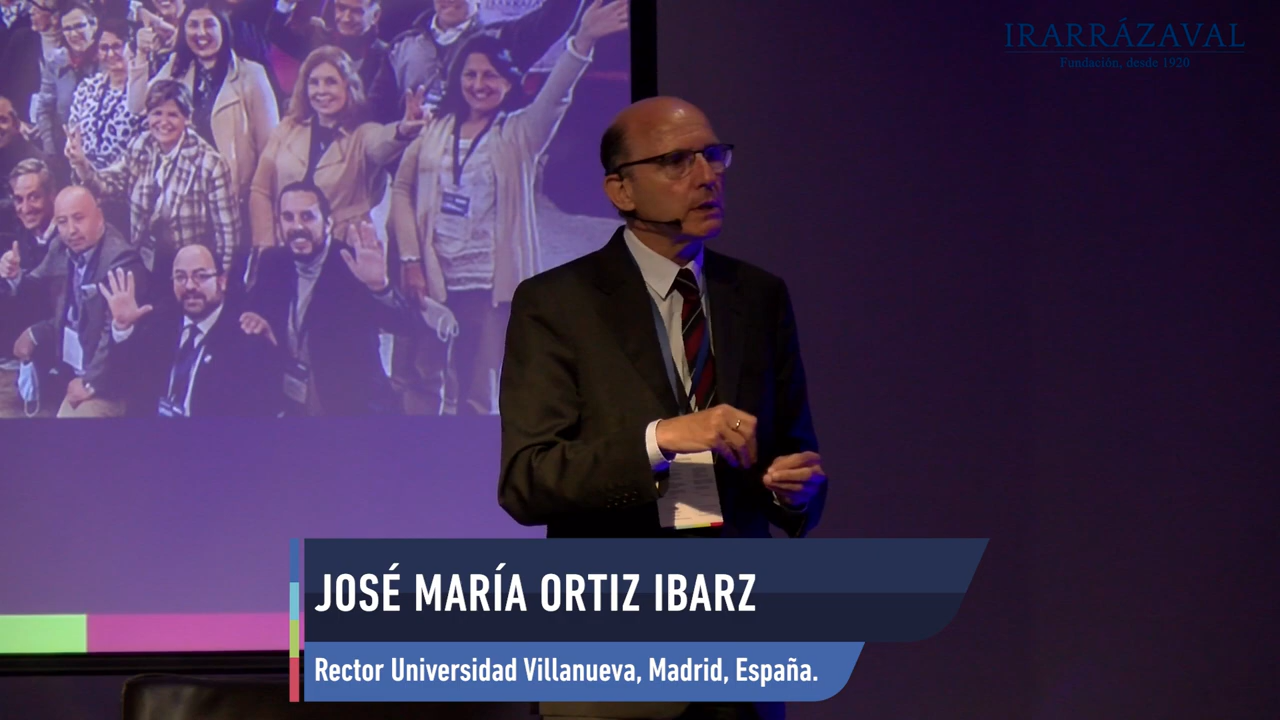 IRARRÁZAVAL
Fundación, desde 1920
JOSÉ MARÍA ORTIZ IBARZ
Rector Universidad Villanueva, Madrid, España.